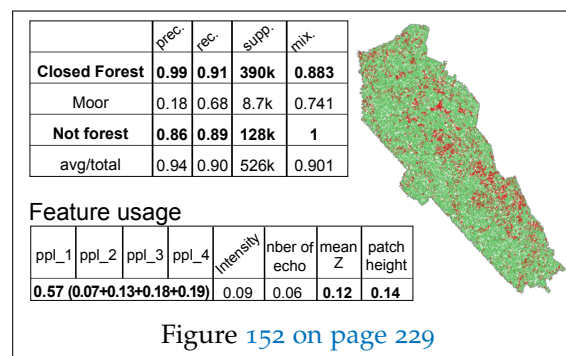 prec. rec. supp. mix.
Closed Forest 0.99 0.91 390k 0.883
Moor 0.18 0.68 8.7k 0.741
Not forest 0.86 0.89 128k 1
avg/total 0.94 0.90 526k 0.901
Feature usage
ppl_1 ppl_2 ppl_3 ppl_4 Intensity nber of echo mean Z patch height
0.57 (0.07+0.13+0.18+0.19) 0.09 0.06 0.12 0.14
Figure 152 on page 229